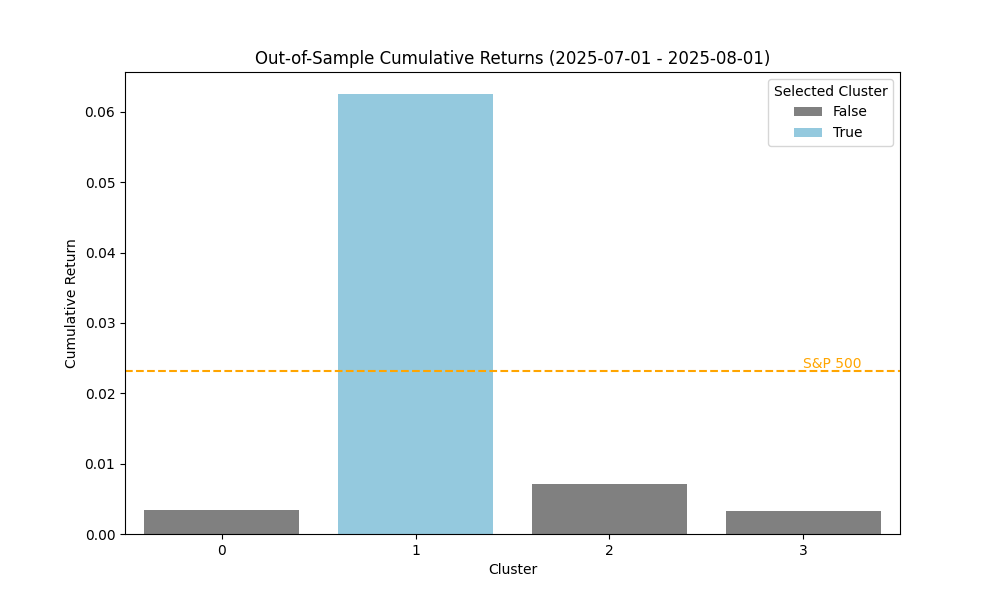 Out-of-Sample Cumulative Returns (2025-07-01 - 2025-08-01)
Selected Cluster
False
True
0.06
0.05
0.04
0.03
0.02
0.01
0.00
Cumulative Return
S&P 500
0 1 2 3
Cluster